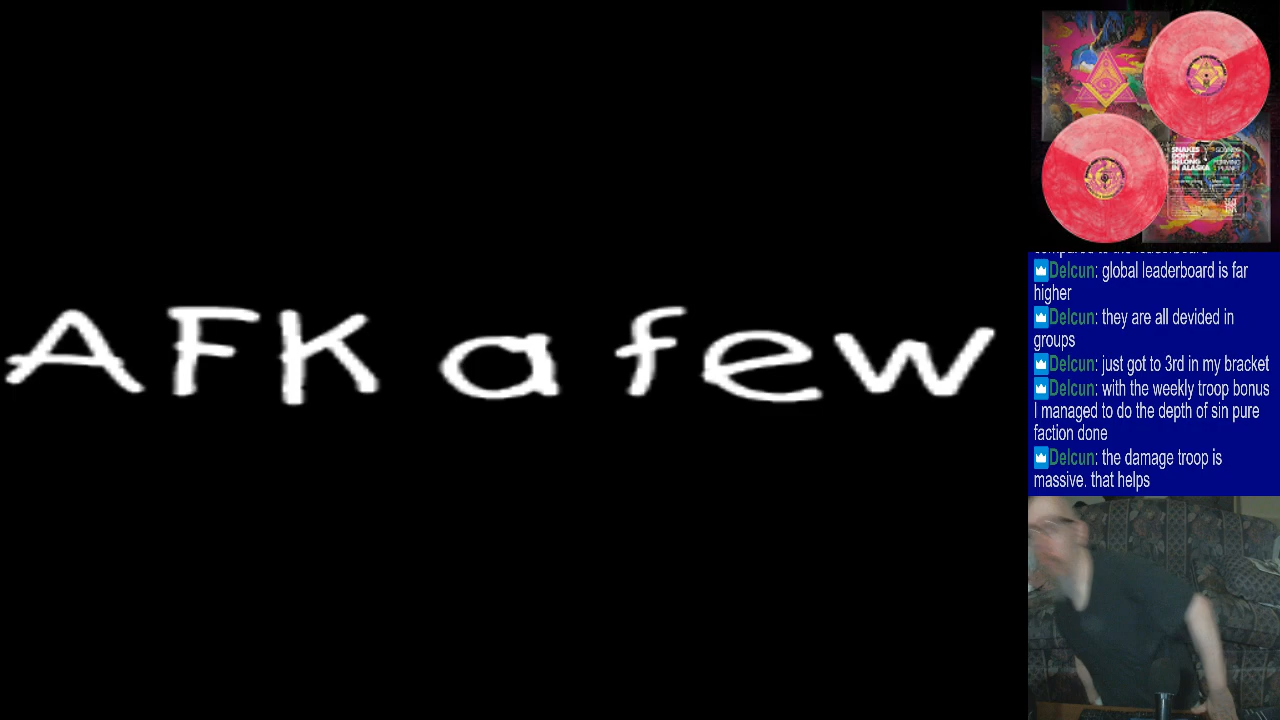 AFK a few
SNAKES
DON'T
BELONG
IN ALASKA
Delcun: global leaderboard is far
higher
Delcun: they are all devided in
groups
Delcun: just got to 3rd in my bracket
Delcun: with the weekly troop bonus
I managed to do the depth of sin pure
faction done
Delcun: the damage troop is
massive. that helps